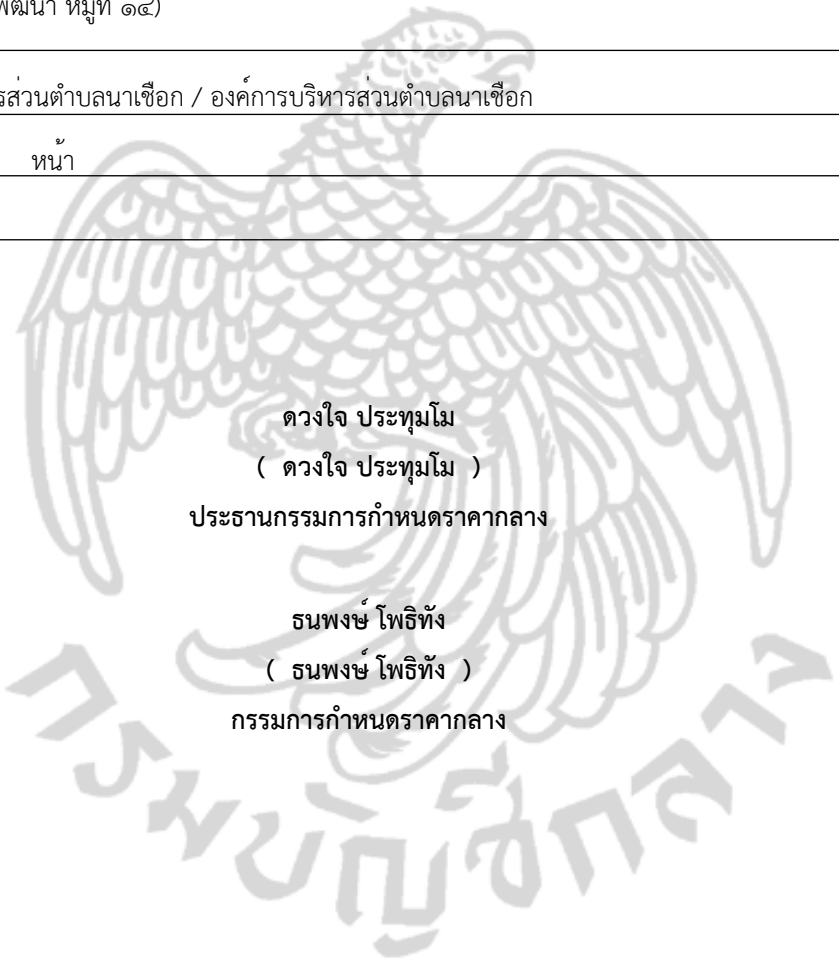 พัฒนา หมู่ที่ ๑๔)
รส่วนตำบลนาเชือก / องค์การบริหารส่วนตำบลนาเชือก
หน้า
ดวงใจ ประทุมโม
( ดวงใจ ประทุมโม )
ประธานกรรมการกำหนดราคากลาง
ธนพงษ์ โพธิทัง
( ธนพงษ์ โพธิทัง )
กรรมการกำหนดราคากลาง
กรมบัญชีกลาง